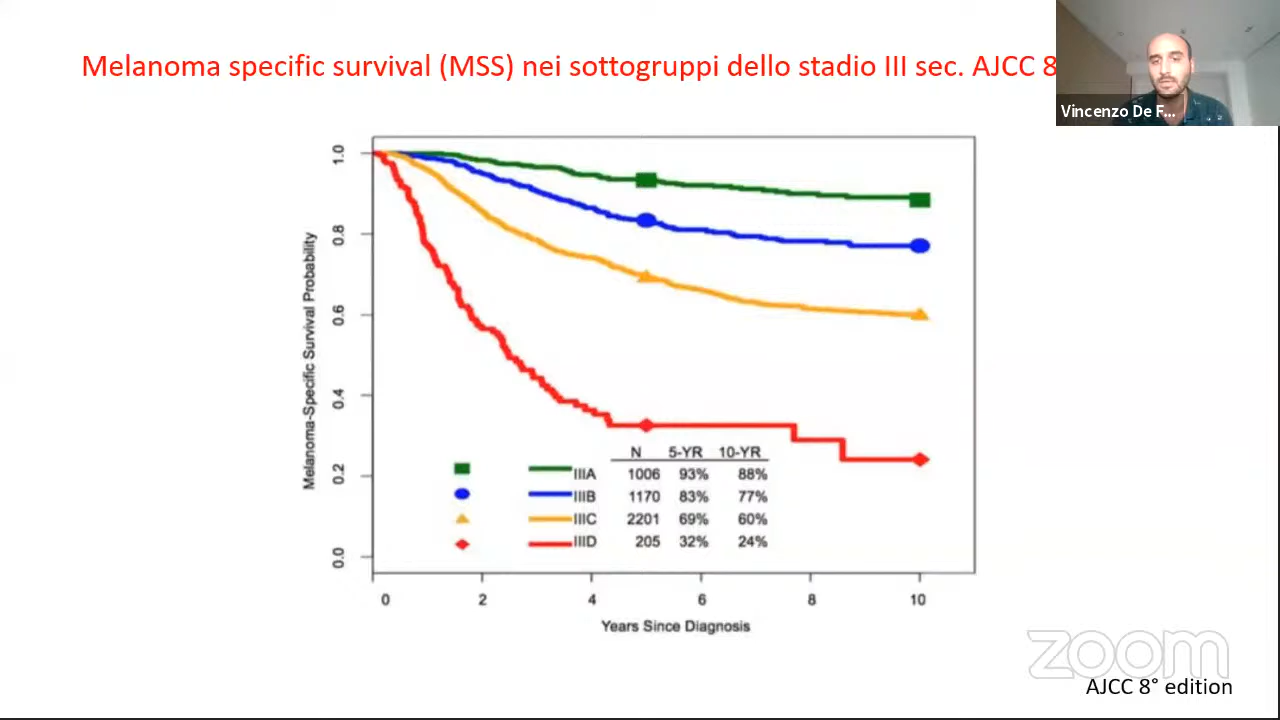 Melanoma specific survival (MSS) nei sottogruppi dello stadio III sec. AJCC 8
Vincenzo De F...
Melanoma-Specific Survival Probability
1.0
0.8
0.6
0.4
0.2
0.0
N 5-YR 10-YR
IIIA 1006 93% 88%
IIIB 1170 83% 77%
IIIC 2201 69% 60%
IIID 205 32% 24%
0 2 4 6 8 10
Years Since Diagnosis
zoom
AJCC 8° edition